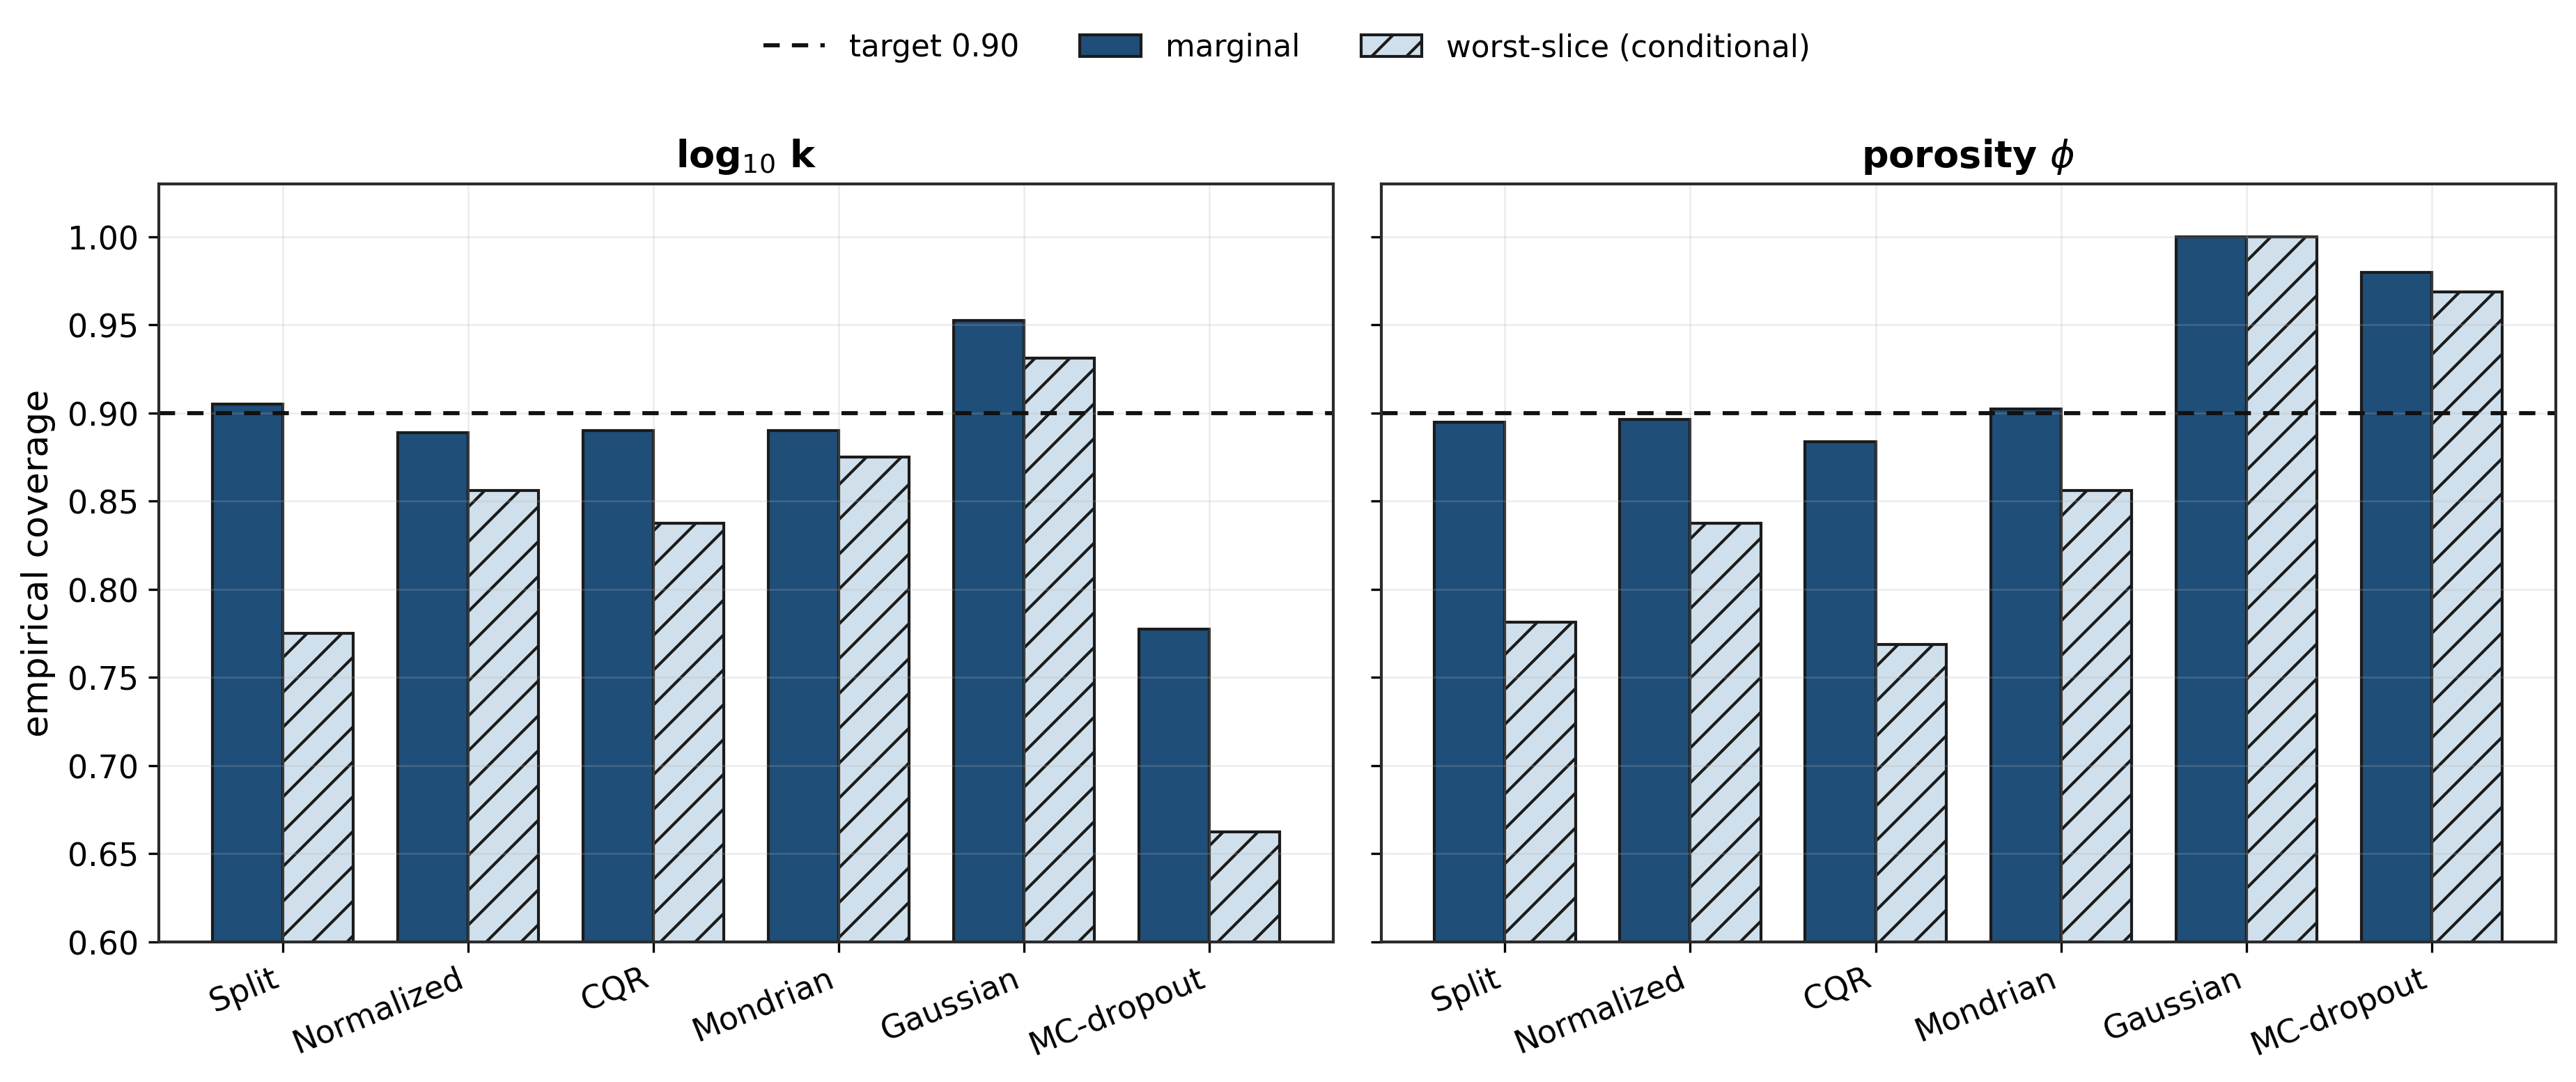 target 0.90 marginal worst-slice (conditional)
log₁₀ k
porosity ϕ
empirical coverage
1.00
0.95
0.90
0.85
0.80
0.75
0.70
0.65
0.60
Split Normalized CQR Mondrian Gaussian MC-dropout
Split Normalized CQR Mondrian Gaussian MC-dropout